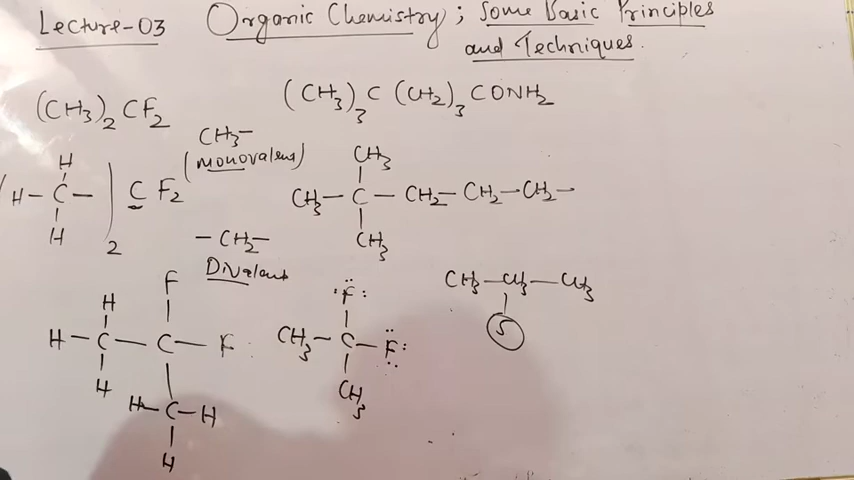 Lecture-03 Organic Chemistry; Some Basic Principles
and Techniques.
(CH3)2CF2
(CH3)3C(CH2)3CONH2
CH3-
(monovalent)
H-C-)2 CF2
H
H
CH3
CH3-C-CH2-CH2-CH2-
CH3
-CH2-
Divalent
F
H
H-C-C-F
H
H-C-H
H
:F:
CH3-C-F:
CH3
CH3-CH3-CH3
5